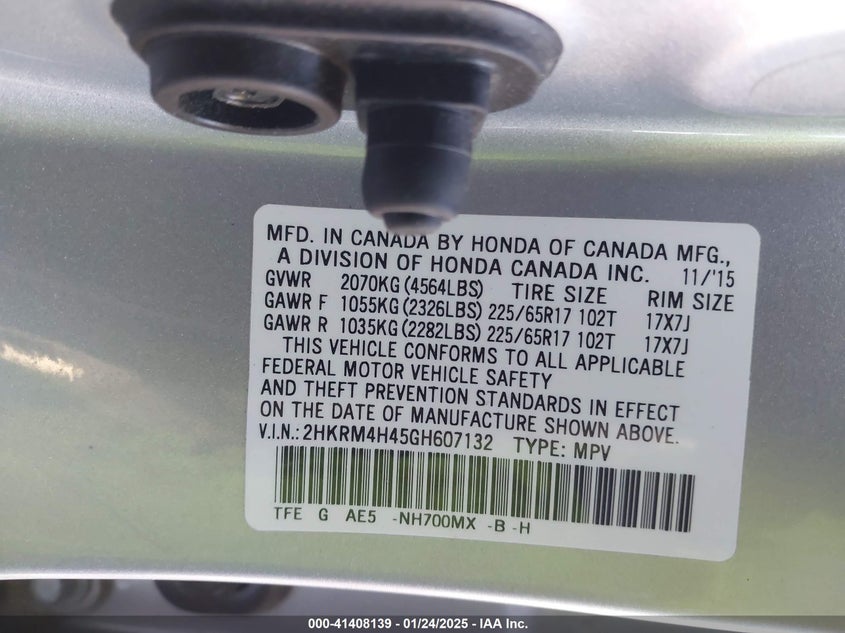 MFD. IN CANADA BY HONDA OF CANADA MFG.,
A DIVISION OF HONDA CANADA INC. 11/'15
GVWR 2070KG (4564LBS) TIRE SIZE RIM SIZE
GAWR F 1055KG (2326LBS) 225/65R17 102T 17X7J
GAWR R 1035KG (2282LBS) 225/65R17 102T 17X7J
THIS VEHICLE CONFORMS TO ALL APPLICABLE
FEDERAL MOTOR VEHICLE SAFETY
AND THEFT PREVENTION STANDARDS IN EFFECT
ON THE DATE OF MANUFACTURE SHOWN ABOVE.
V.I.N.: 2HKRM4H45GH607132 TYPE: MPV
TFE G AE5 -NH700MX -B -H
000-41408139 - 01/24/2025 - IAA Inc.